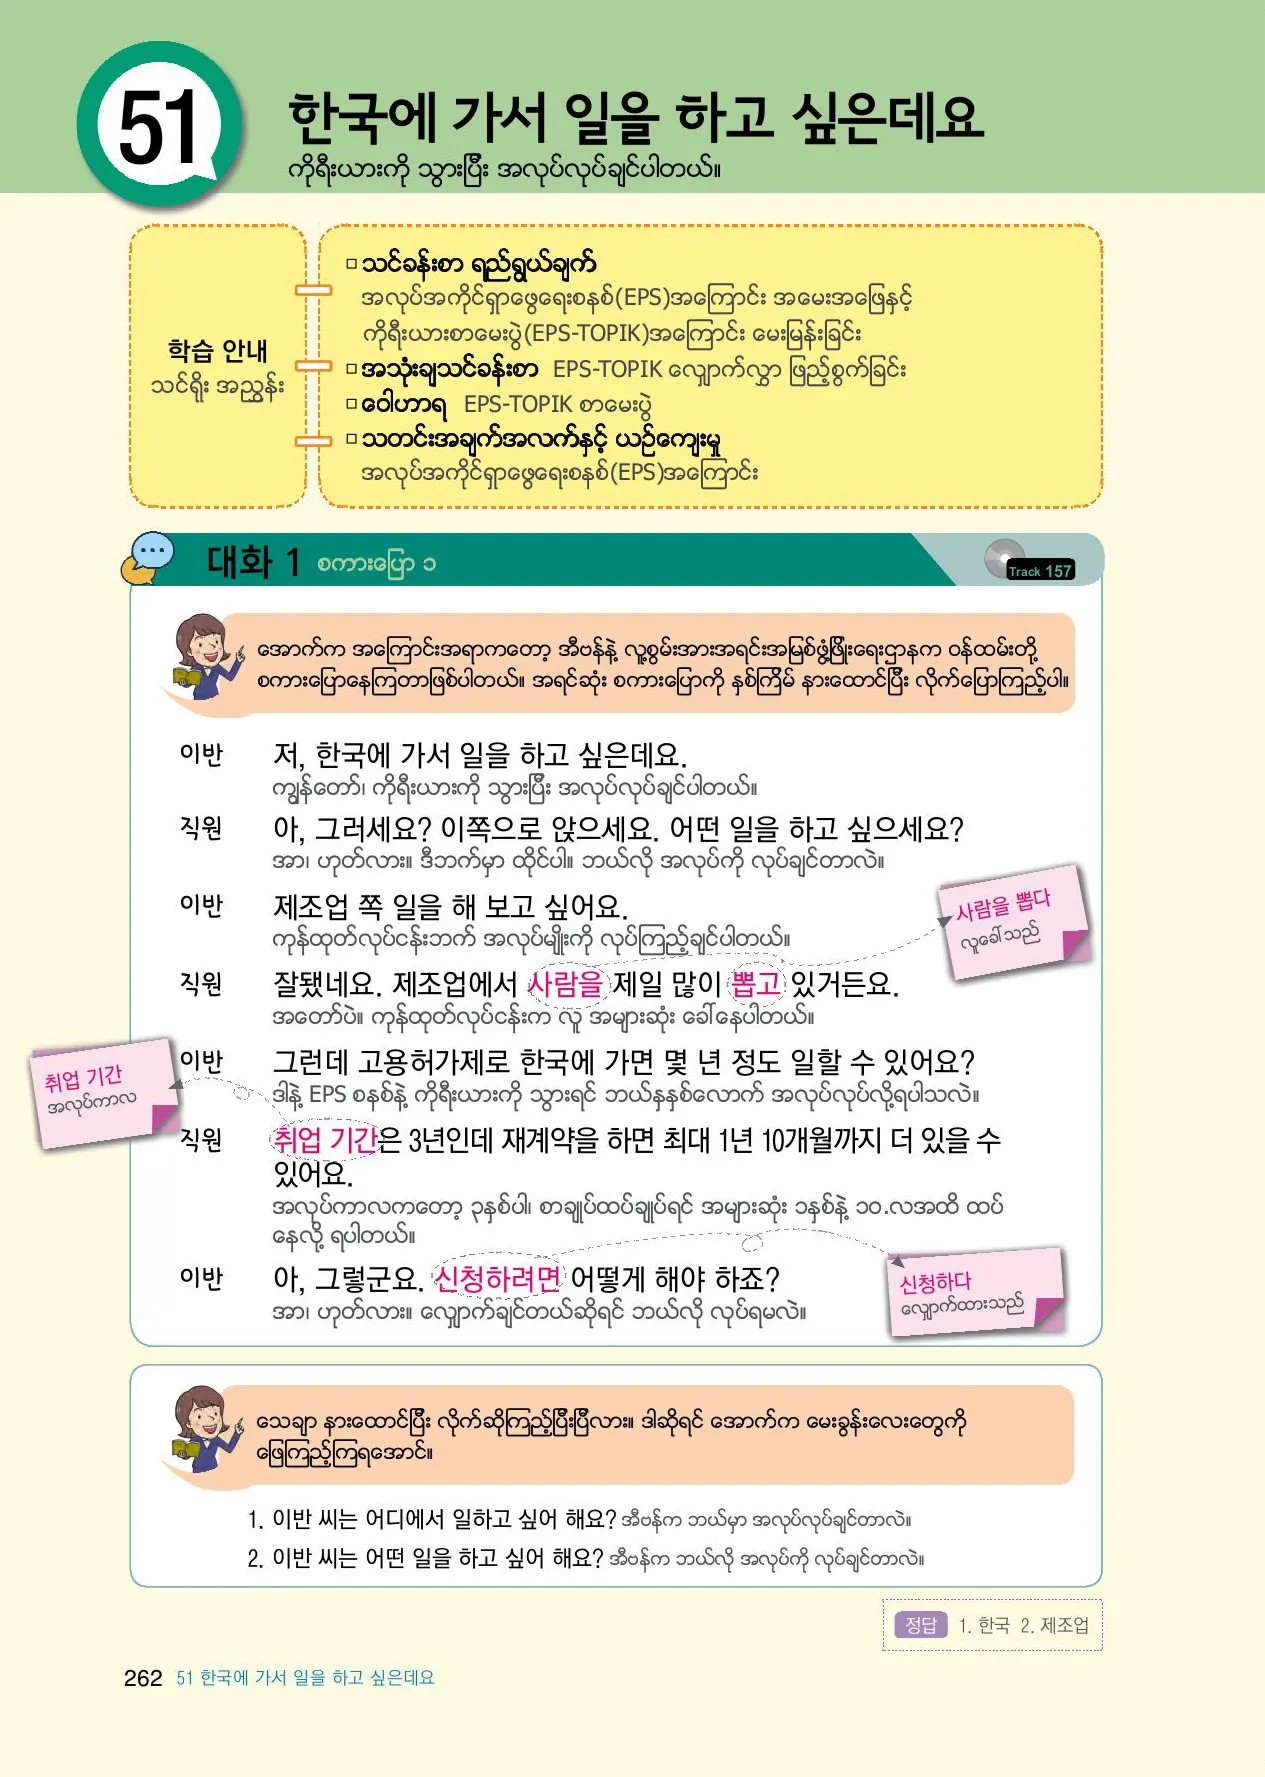 51
한국에 가서 일을 하고 싶은데요
ကိုရီးယားကို သွားပြီး အလုပ်လုပ်ချင်ပါတယ်။
학습 안내
သင်ရိုး အညွှန်း
□ သင်ခန်းစာ ရည်ရွယ်ချက်
အလုပ်အကိုင်ရှာဖွေရေးစနစ်(EPS)အကြောင်း အမေးအဖြေနှင့်
ကိုရီးယားစာမေးပွဲ(EPS-TOPIK)အကြောင်း မေးမြန်းခြင်း
□ အသုံးချသင်ခန်းစာ EPS-TOPIK လျှောက်လွှာ ဖြည့်စွက်ခြင်း
□ ဝေါဟာရ EPS-TOPIK စာမေးပွဲ
□ သတင်းအချက်အလက်နှင့် ယဉ်ကျေးမှု
အလုပ်အကိုင်ရှာဖွေရေးစနစ်(EPS)အကြောင်း
대화 1 စကားပြော ၁
Track 157
အောက်က အကြောင်းအရာကတော့ အီဗန်နဲ့ လူ့စွမ်းအားအရင်းအမြစ်ဖွံ့ဖြိုးရေးဌာနက ဝန်ထမ်းတို့
စကားပြောနေကြတာဖြစ်ပါတယ်။ အရင်ဆုံး စကားပြောကို နှစ်ကြိမ် နားထောင်ပြီး လိုက်ပြောကြည့်ပါ။
이반 저, 한국에 가서 일을 하고 싶은데요.
ကျွန်တော်၊ ကိုရီးယားကို သွားပြီး အလုပ်လုပ်ချင်ပါတယ်။
직원 아, 그러세요? 이쪽으로 앉으세요. 어떤 일을 하고 싶으세요?
အာ၊ ဟုတ်လား။ ဒီဘက်မှာ ထိုင်ပါ။ ဘယ်လို အလုပ်ကို လုပ်ချင်တာလဲ။
이반 제조업 쪽 일을 해 보고 싶어요.
ကုန်ထုတ်လုပ်ငန်းဘက် အလုပ်မျိုးကို လုပ်ကြည့်ချင်ပါတယ်။
사람을 뽑다
လူခေါ်သည်
직원 잘됐네요. 제조업에서 사람을 제일 많이 뽑고 있거든요.
အတော်ပဲ။ ကုန်ထုတ်လုပ်ငန်းက လူ အများဆုံး ခေါ်နေပါတယ်။
이반 그런데 고용허가제로 한국에 가면 몇 년 정도 일할 수 있어요?
ဒါနဲ့ EPS စနစ်နဲ့ ကိုရီးယားကို သွားရင် ဘယ်နှနှစ်လောက် အလုပ်လုပ်လို့ရပါသလဲ။
취업 기간
အလုပ်ကာလ
직원 취업 기간은 3년인데 재계약을 하면 최대 1년 10개월까지 더 있을 수
있어요.
အလုပ်ကာလကတော့ ၃နှစ်ပါ၊ စာချုပ်ထပ်ချုပ်ရင် အများဆုံး ၁နှစ်နဲ့ ၁၀.လအထိ ထပ်
နေလို့ ရပါတယ်။
이반 아, 그렇군요. 신청하려면 어떻게 해야 하죠?
အာ၊ ဟုတ်လား။ လျှောက်ချင်တယ်ဆိုရင် ဘယ်လို လုပ်ရမလဲ။
신청하다
လျှောက်ထားသည်
သေချာ နားထောင်ပြီး လိုက်ဆိုကြည့်ပြီးပြီလား။ ဒါဆိုရင် အောက်က မေးခွန်းလေးတွေကို
ဖြေကြည့်ကြရအောင်။
1. 이반 씨는 어디에서 일하고 싶어 해요? အီဗန်က ဘယ်မှာ အလုပ်လုပ်ချင်တာလဲ။
2. 이반 씨는 어떤 일을 하고 싶어 해요? အီဗန်က ဘယ်လို အလုပ်ကို လုပ်ချင်တာလဲ။
정답 1. 한국 2. 제조업
262 51 한국에 가서 일을 하고 싶은데요